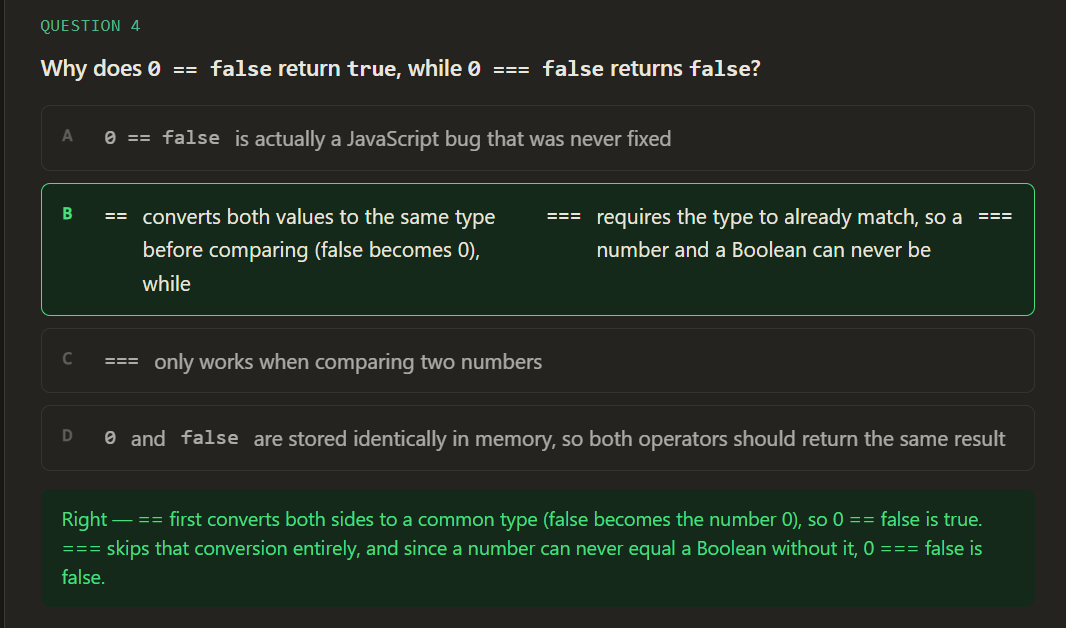 QUESTION 4
Why does 0 == false return true, while 0 === false returns false?
A 0 == false is actually a JavaScript bug that was never fixed
B == converts both values to the same type === requires the type to already match, so a ===
before comparing (false becomes 0), number and a Boolean can never be
while
C === only works when comparing two numbers
D 0 and false are stored identically in memory, so both operators should return the same result
Right — == first converts both sides to a common type (false becomes the number 0), so 0 == false is true.
=== skips that conversion entirely, and since a number can never equal a Boolean without it, 0 === false is
false.